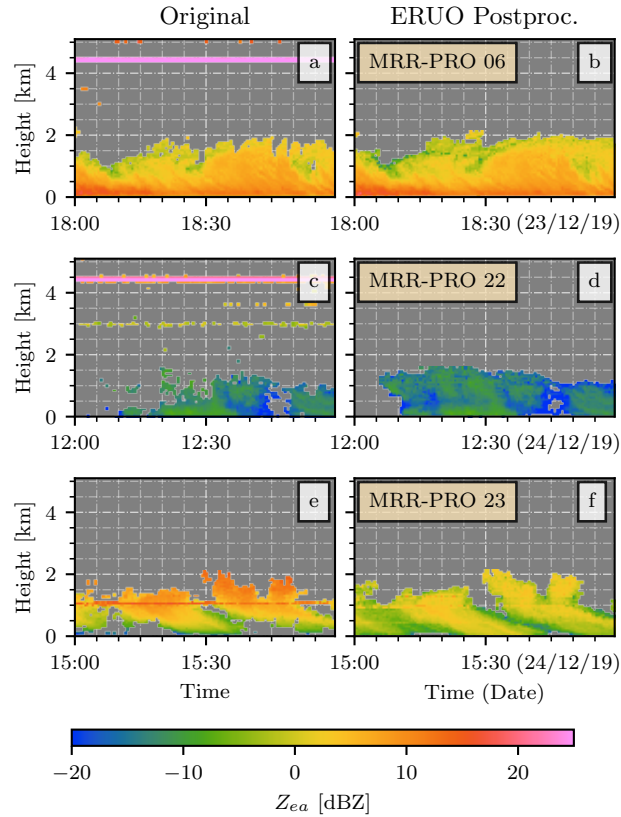 Original ERUO Postproc.
a MRR-PRO 06 b
Height [km]
4
2
0
18:00 18:30 18:00 18:30 (23/12/19)
c MRR-PRO 22 d
Height [km]
4
2
0
12:00 12:30 12:00 12:30 (24/12/19)
e MRR-PRO 23 f
Height [km]
4
2
0
15:00 15:30 15:00 15:30 (24/12/19)
Time Time (Date)
−20 −10 0 10 20
Zea [dBZ]